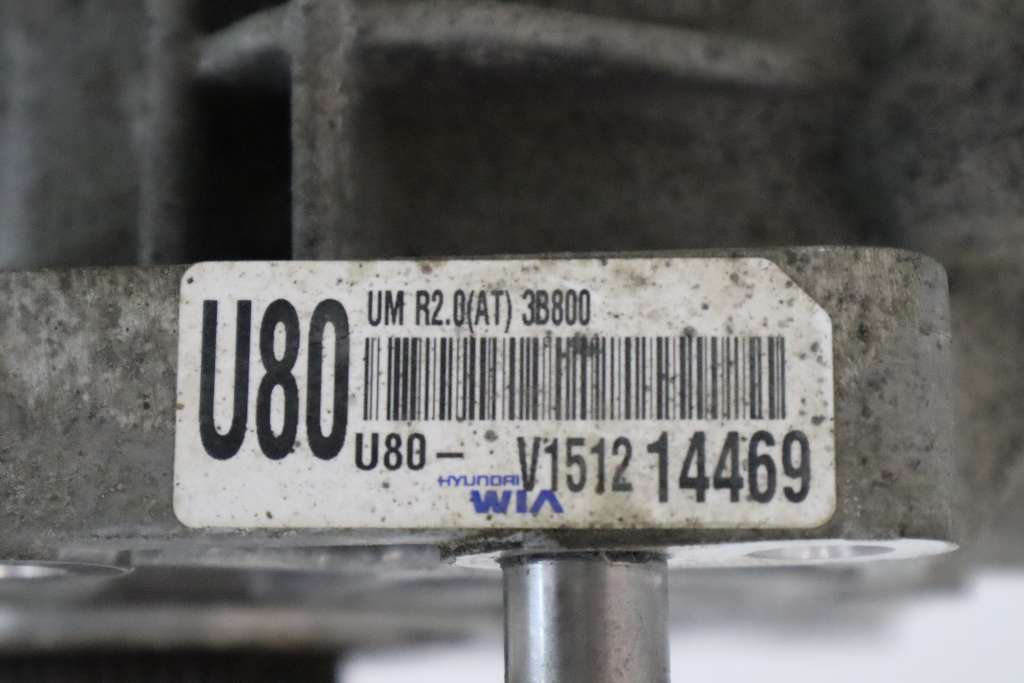 U80
UM R2.0(AT) 3B800
U80- V1512 14469
HYUNDAI
WIA